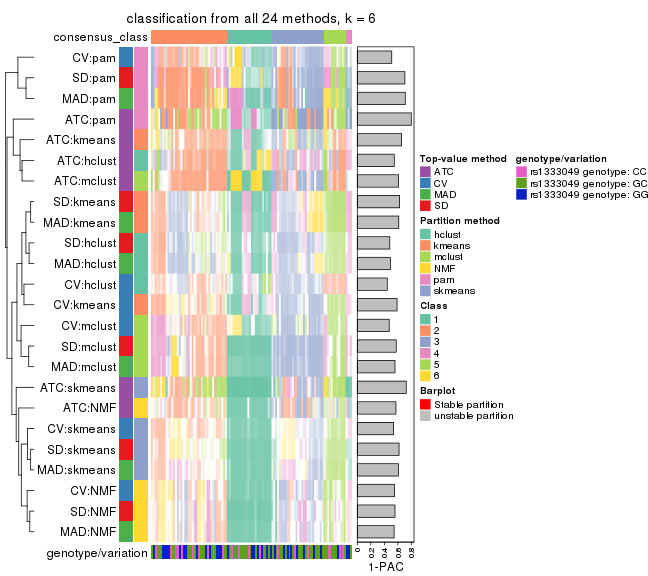 classification from all 24 methods, k = 6
consensus_class
CV:pam
SD:pam
MAD:pam
ATC:pam
ATC:kmeans
ATC:hclust
ATC:mclust
SD:kmeans
MAD:kmeans
SD:hclust
MAD:hclust
CV:hclust
CV:kmeans
CV:mclust
SD:mclust
MAD:mclust
ATC:skmeans
ATC:NMF
CV:skmeans
SD:skmeans
MAD:skmeans
CV:NMF
SD:NMF
MAD:NMF
genotype/variation
0 0.2 0.4 0.6 0.8
1-PAC
Top-value method
ATC
CV
MAD
SD
Partition method
hclust
kmeans
mclust
NMF
pam
skmeans
Class
1
2
3
4
5
6
Barplot
Stable partition
unstable partition
genotype/variation
rs1333049 genotype: CC
rs1333049 genotype: GC
rs1333049 genotype: GG